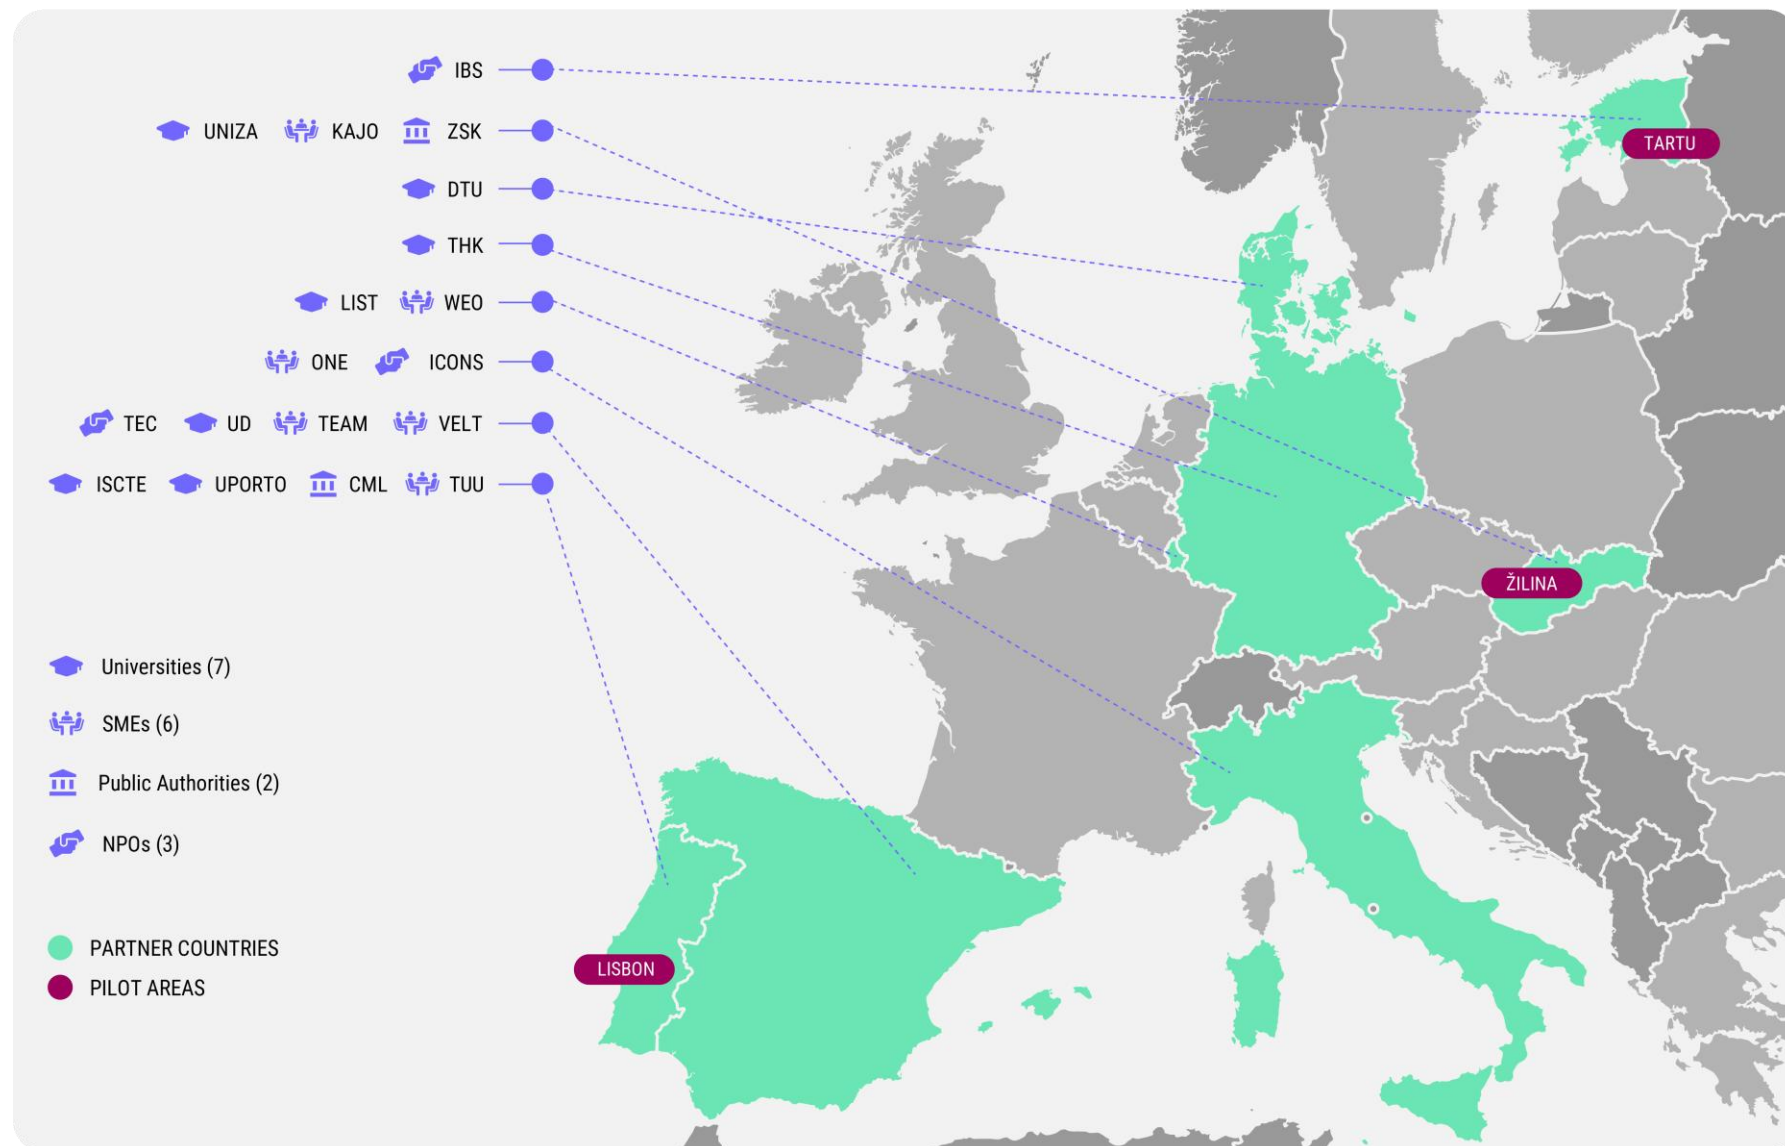 IBS
UNIZA KAJO ZSK
DTU
THK
LIST WEO
ONE ICONS
TEC UD TEAM VELT
ISCTE UPORTO CML TUU
Universities (7)
SMEs (6)
Public Authorities (2)
NPOs (3)
PARTNER COUNTRIES
PILOT AREAS
TARTU
ŽILINA
LISBON